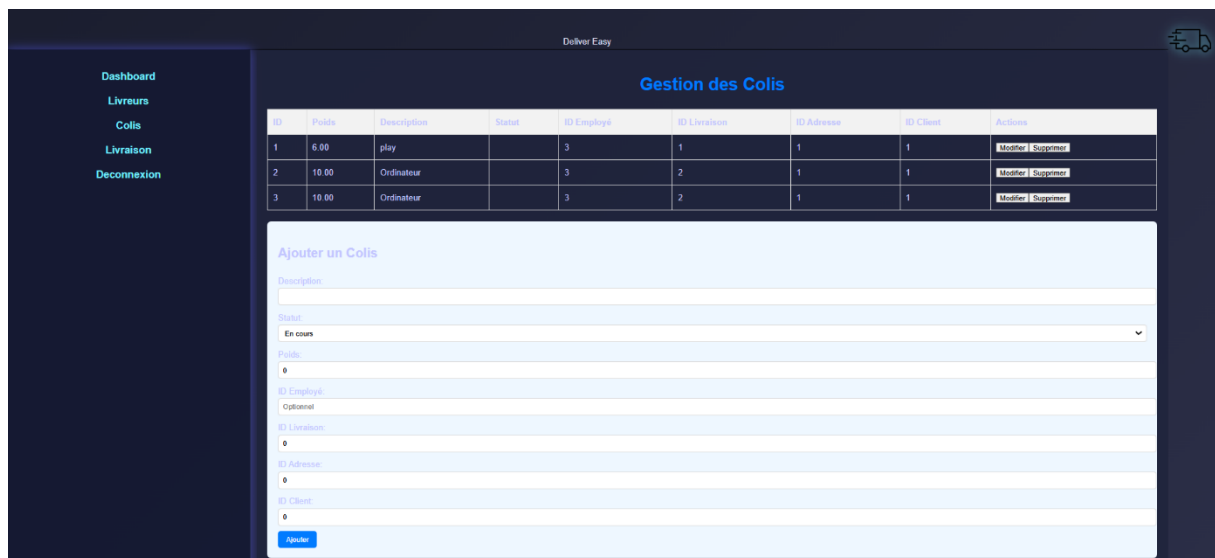 Deliver Easy
Dashboard
Livreurs
Colis
Livraison
Deconnexion
Gestion des Colis
ID Poids Description Statut ID Employé ID Livraison ID Adresse ID Client Actions
1 6.00 play 3 1 1 1 Modifier Supprimer
2 10.00 Ordinateur 3 2 1 1 Modifier Supprimer
3 10.00 Ordinateur 3 2 1 1 Modifier Supprimer
Ajouter un Colis
Description:
Statut:
En cours
Poids:
0
ID Employé:
Optionnel
ID Livraison:
0
ID Adresse:
0
ID Client:
0
Ajouter